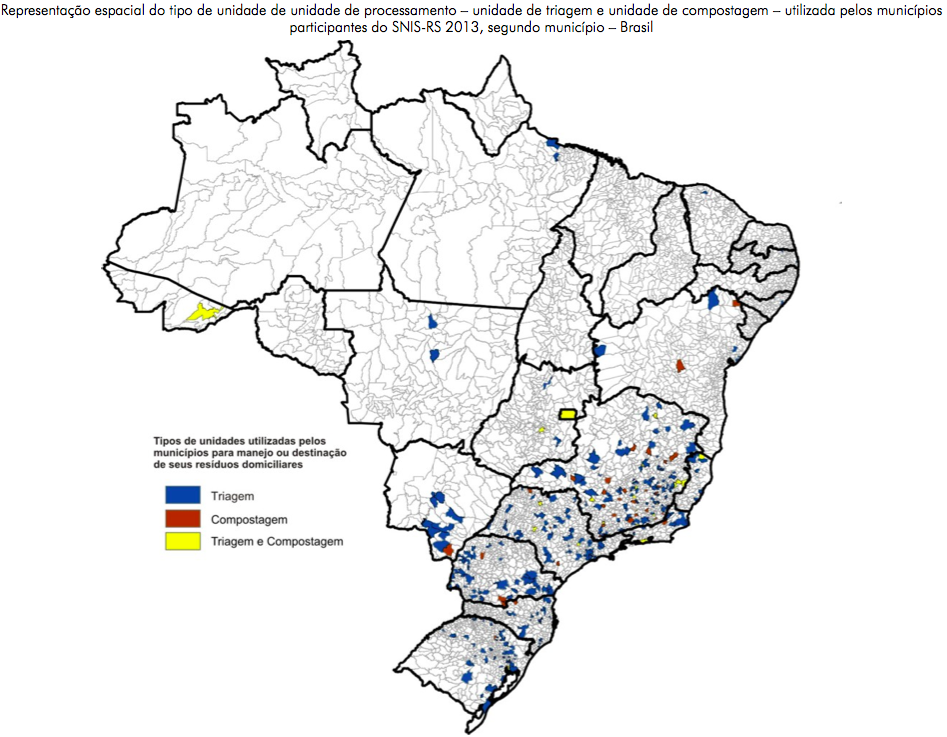 Representação espacial do tipo de unidade de unidade de processamento – unidade de triagem e unidade de compostagem – utilizada pelos municípios
participantes do SNIS-RS 2013, segundo município – Brasil
Tipos de unidades utilizadas pelos
municípios para manejo ou destinação
de seus resíduos domiciliares
Triagem
Compostagem
Triagem e Compostagem